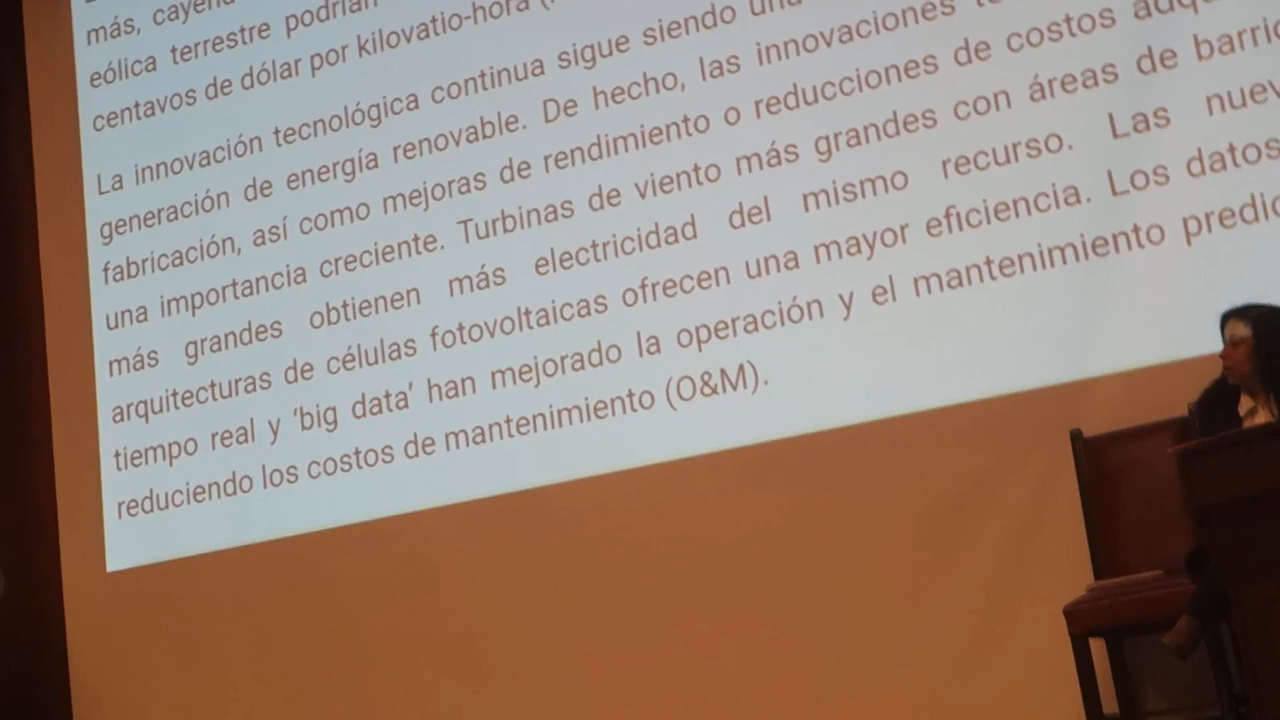 más,
eólica terrestre podrían
centavos de dólar por kilovatio-hora
La innovación tecnológica continua sigue siendo
generación de energía renovable. De hecho, las innovaciones
fabricación, así como mejoras de rendimiento o reducciones de costos
una importancia creciente. Turbinas de viento más grandes con áreas de
más grandes obtienen más electricidad del mismo recurso. Las
arquitecturas de células fotovoltaicas ofrecen una mayor eficiencia. Los datos
tiempo real y ‘big data’ han mejorado la operación y el mantenimiento
reduciendo los costos de mantenimiento (O&M).